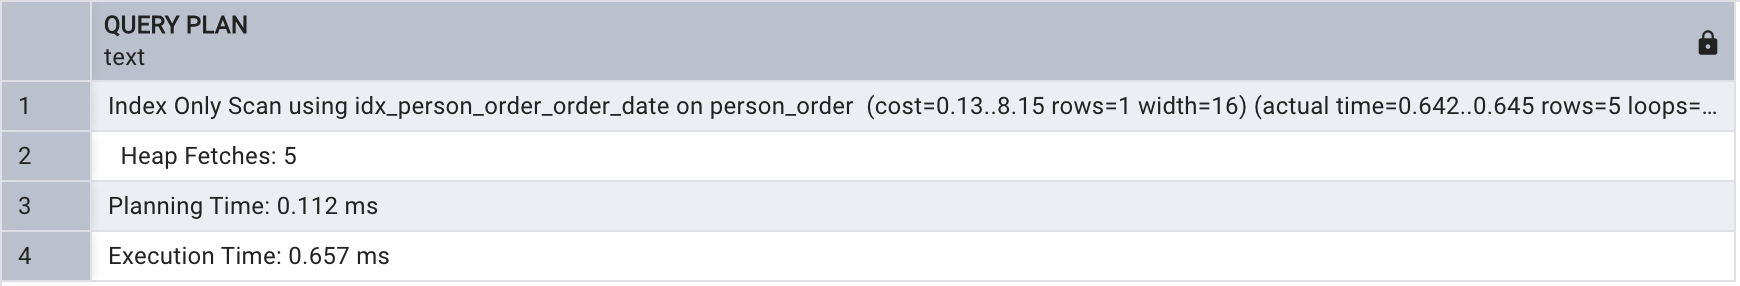 QUERY PLAN
text
1 Index Only Scan using idx_person_order_order_date on person_order (cost=0.13..8.15 rows=1 width=16) (actual time=0.642..0.645 rows=5 loops=...
2 Heap Fetches: 5
3 Planning Time: 0.112 ms
4 Execution Time: 0.657 ms